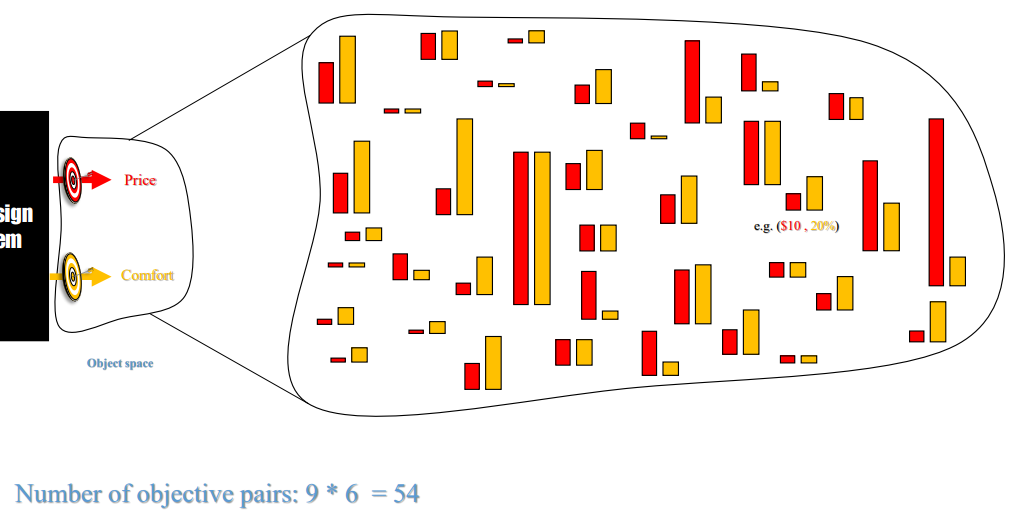 sign
em
Price
Comfort
Object space
e.g. ($10 , 20%)
Number of objective pairs: 9 * 6 = 54